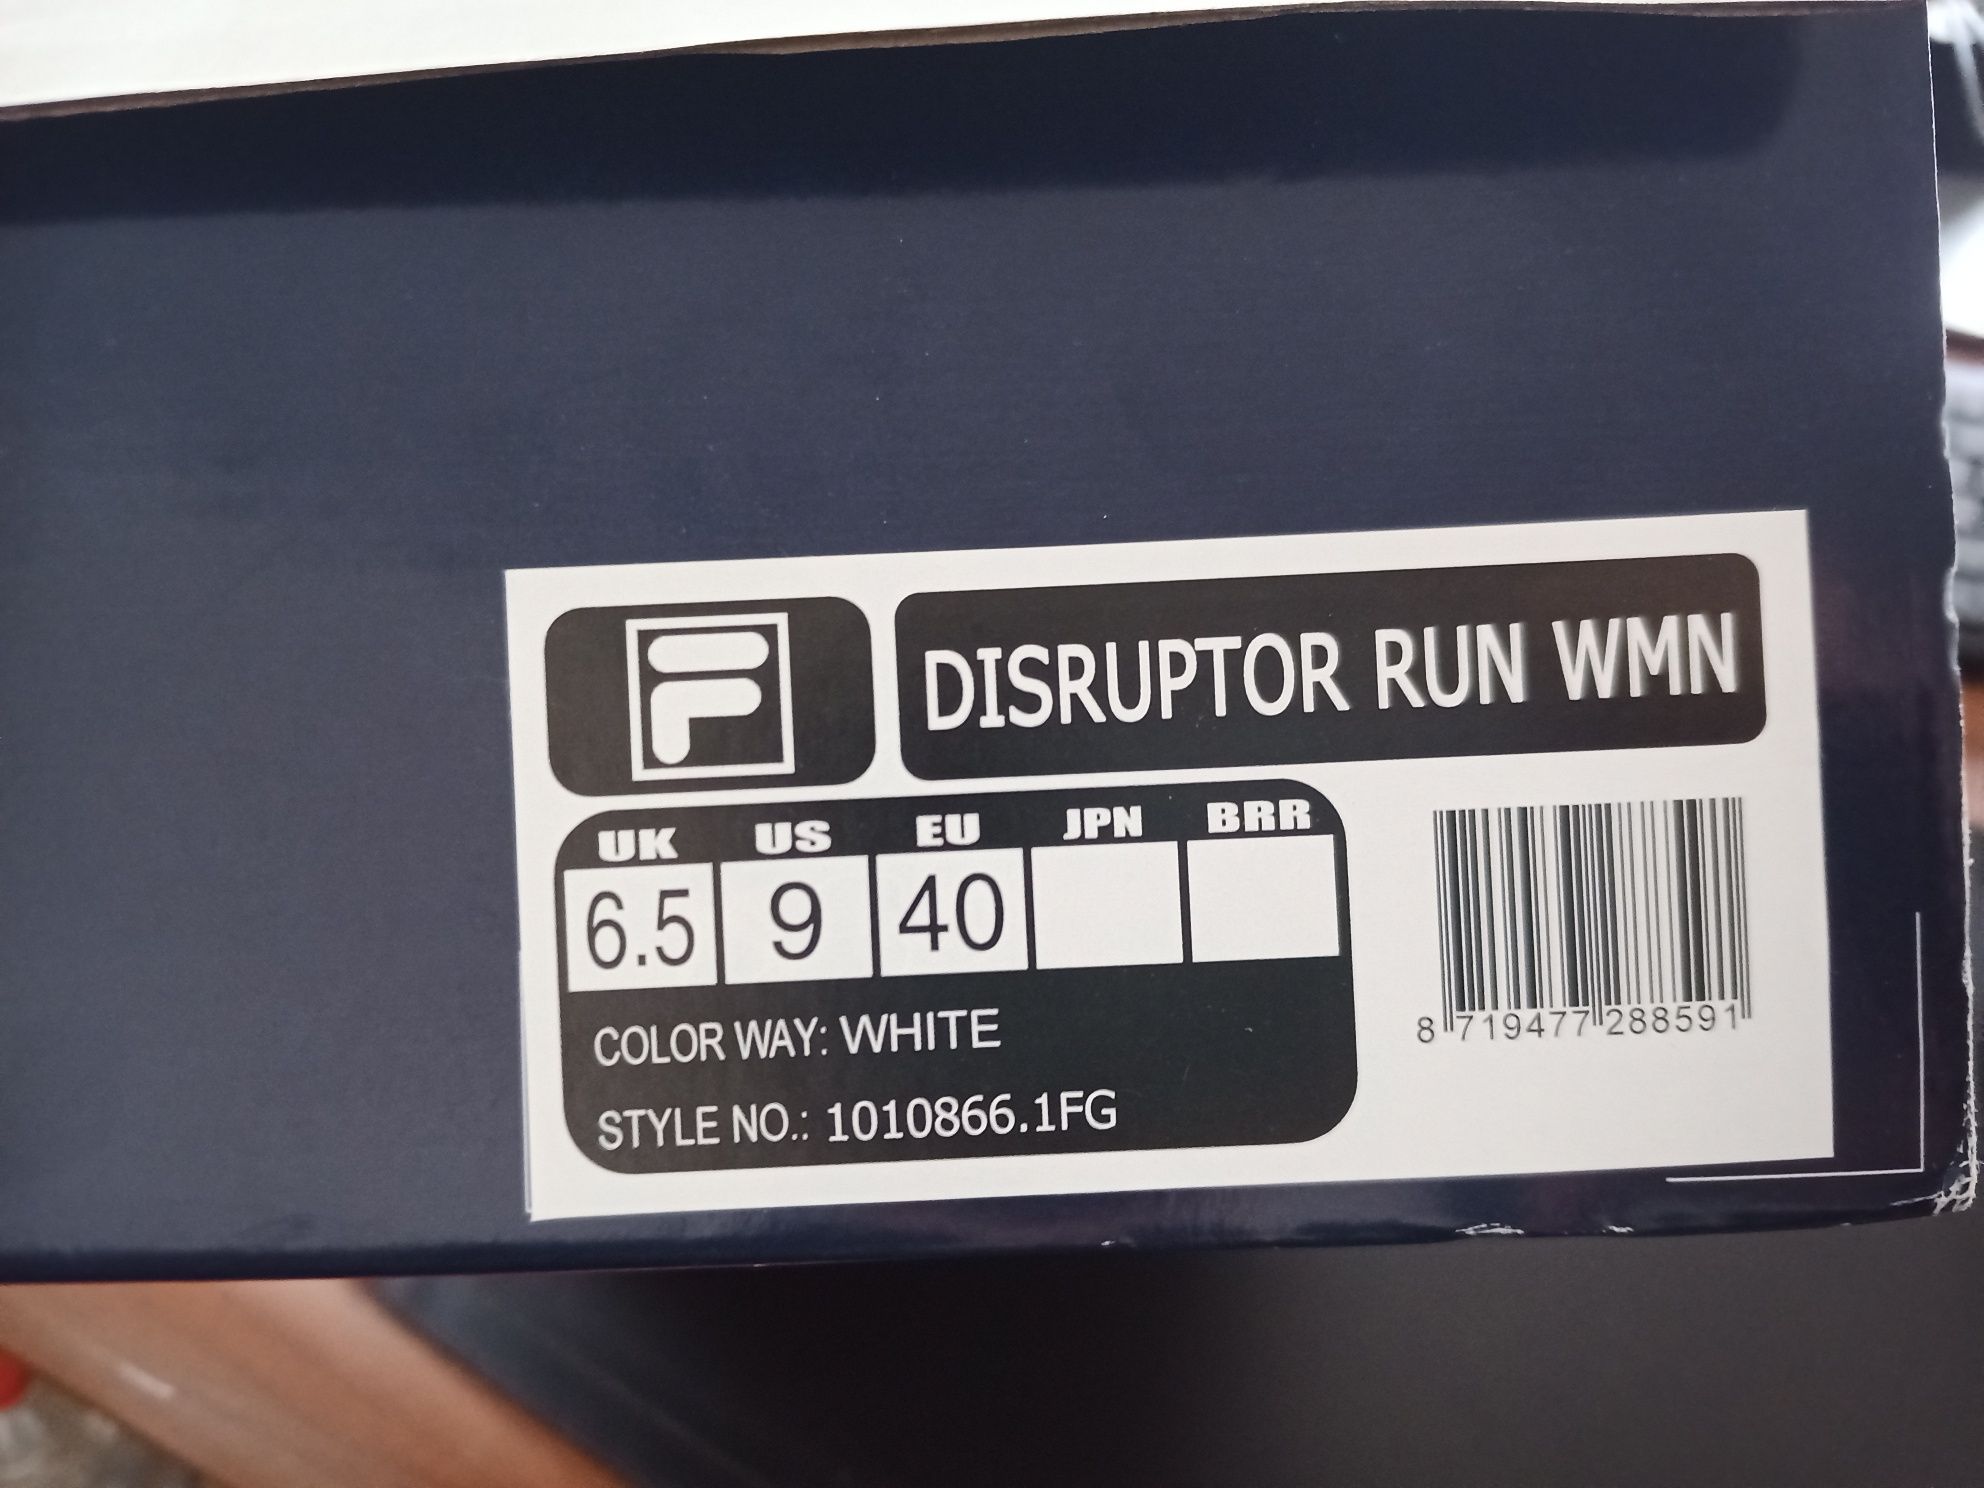 F
DISRUPTOR RUN WMN
UK US EU JPN BRR
6.5 9 40
COLOR WAY: WHITE
STYLE NO.: 1010866.1FG
8 719477 288591